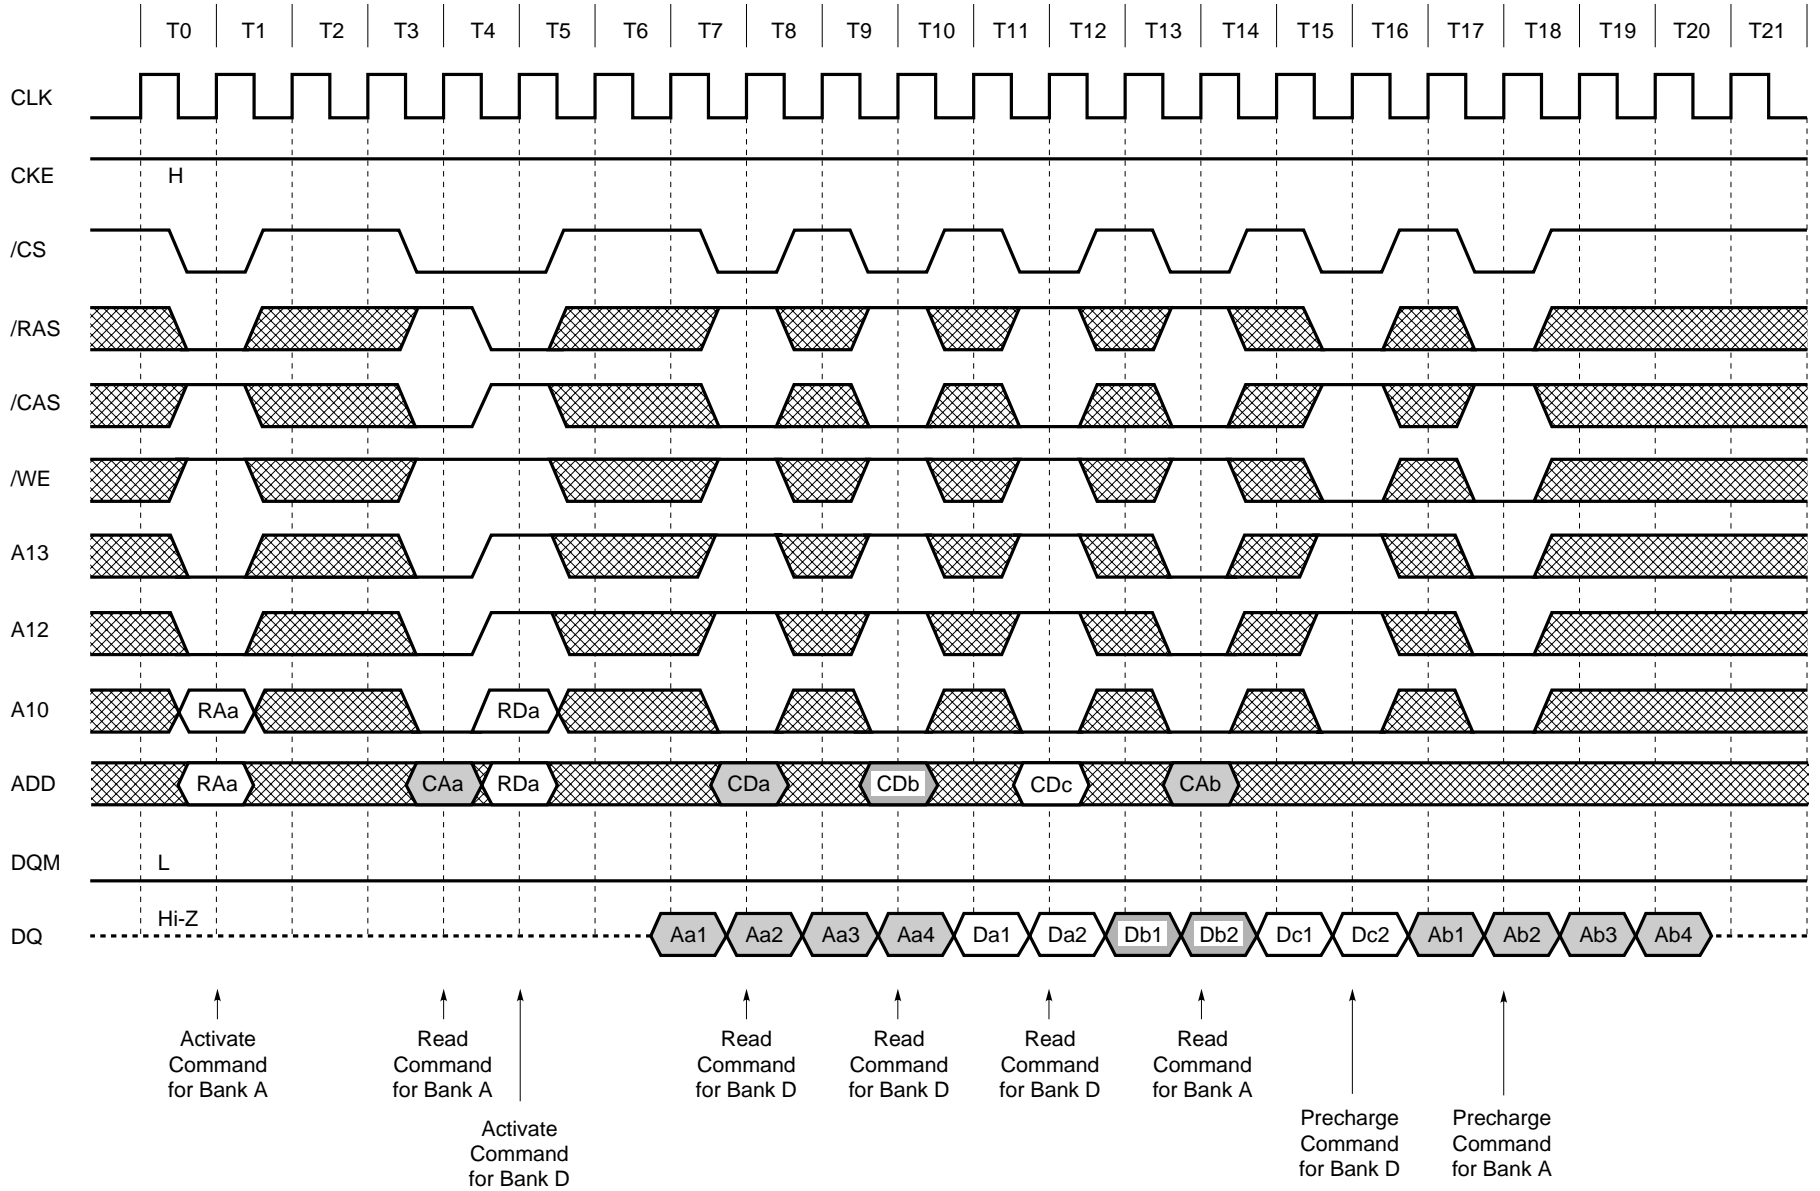 T0 T1 T2 T3 T4 T5 T6 T7 T8 T9 T10 T11 T12 T13 T14 T15 T16 T17 T18 T19 T20 T21
CLK
CKE H
/CS
/RAS
/CAS
/WE
A13
A12
A10 RAa RDa
ADD RAa CAa RDa CDa CDb CDc CAb
DQM L
Hi-Z
DQ Aa1 Aa2 Aa3 Aa4 Da1 Da2 Db1 Db2 Dc1 Dc2 Ab1 Ab2 Ab3 Ab4
Activate
Command
for Bank A
Read
Command
for Bank A
Activate
Command
for Bank D
Read
Command
for Bank D
Read
Command
for Bank D
Read
Command
for Bank D
Read
Command
for Bank A
Precharge
Command
for Bank D
Precharge
Command
for Bank A